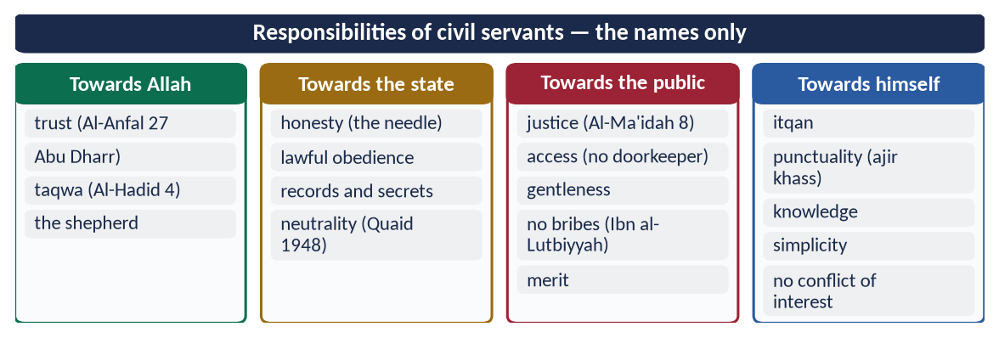 Responsibilities of civil servants — the names only
Towards Allah
trust (Al-Anfal 27
Abu Dharr)
taqwa (Al-Hadid 4)
the shepherd
Towards the state
honesty (the needle)
lawful obedience
records and secrets
neutrality (Quaid
1948)
Towards the public
justice (Al-Ma'idah 8)
access (no doorkeeper)
gentleness
no bribes (Ibn al-
Lutbiyyah)
merit
Towards himself
itqan
punctuality (ajir
khass)
knowledge
simplicity
no conflict of
interest